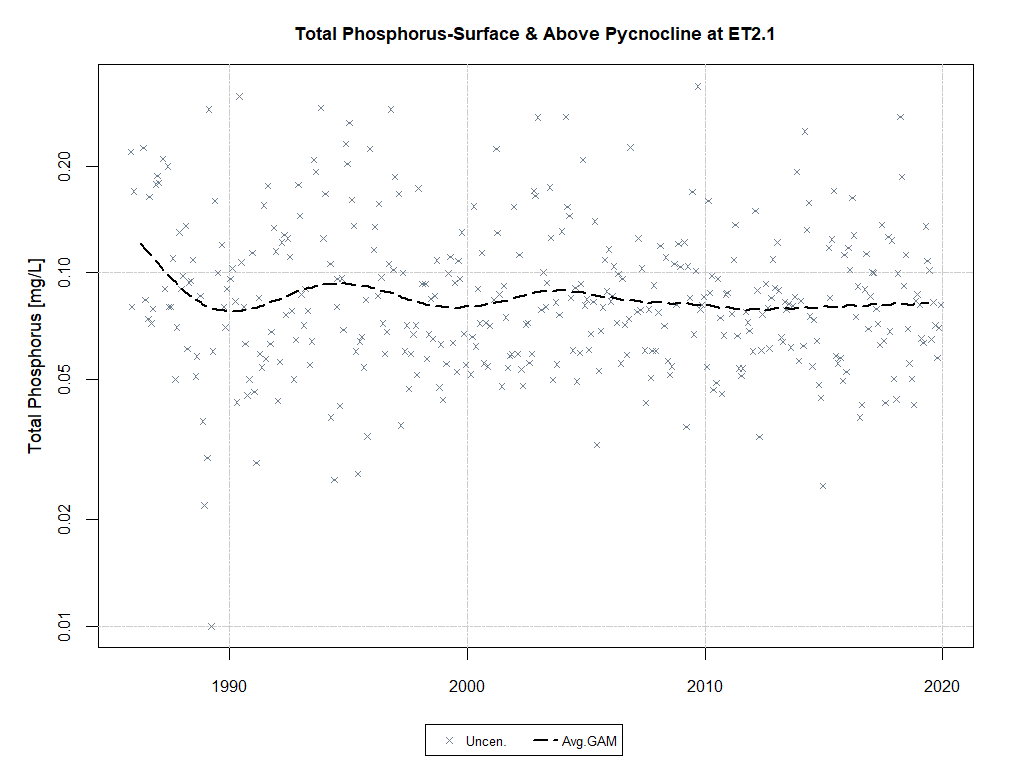 Total Phosphorus-Surface & Above Pycnocline at ET2.1
Total Phosphorus [mg/L]
0.20
0.10
0.05
0.02
0.01
1990 2000 2010 2020
Uncen. Avg.GAM